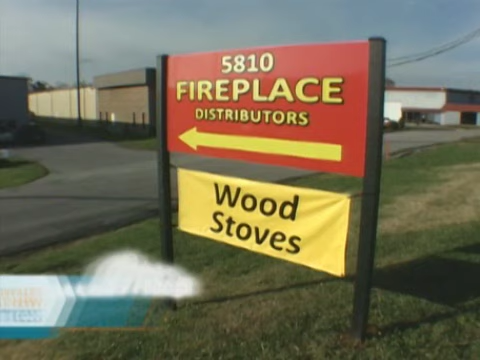 5810
FIREPLACE
DISTRIBUTORS
Wood
Stoves